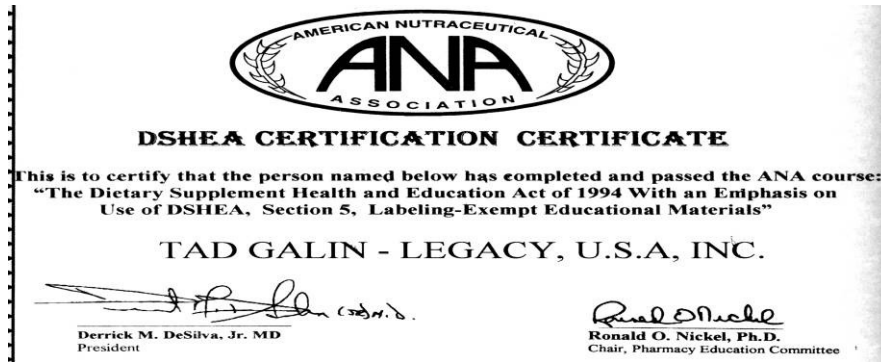 AMERICAN NUTRACEUTICAL
ANA
ASSOCIATION
DSHEA CERTIFICATION CERTIFICATE
This is to certify that the person named below has completed and passed the ANA course:
"The Dietary Supplement Health and Education Act of 1994 With an Emphasis on
Use of DSHEA, Section 5, Labeling-Exempt Educational Materials"
TAD GALIN - LEGACY, U.S.A, INC.
Derrick M. DeSilva, Jr. MD
President
Ronald O. Nickel, Ph.D.
Chair, Pharmacy Education Committee